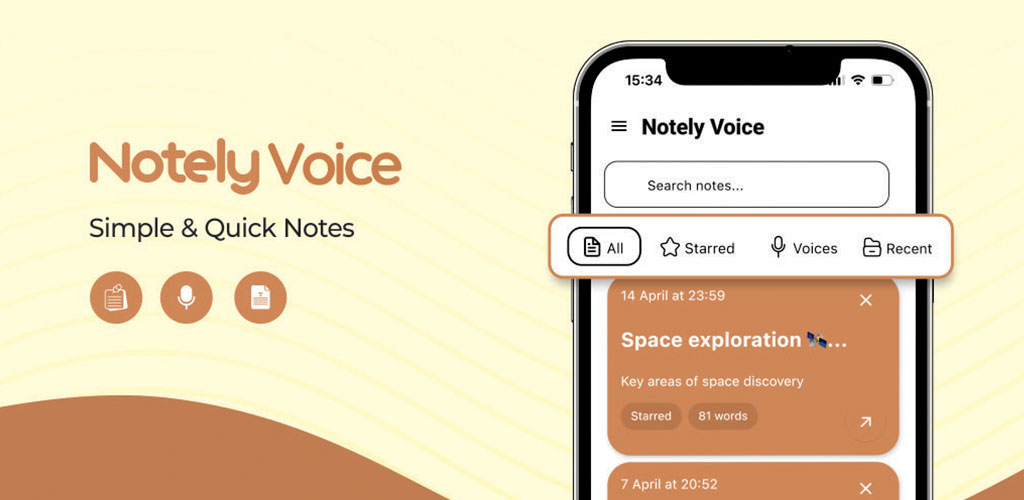 Notely Voice
Simple & Quick Notes
15:34
Notely Voice
Search notes...
All Starred Voices Recent
14 April at 23:59
Space exploration 🛰️...
Key areas of space discovery
Starred 81 words
7 April at 20:52